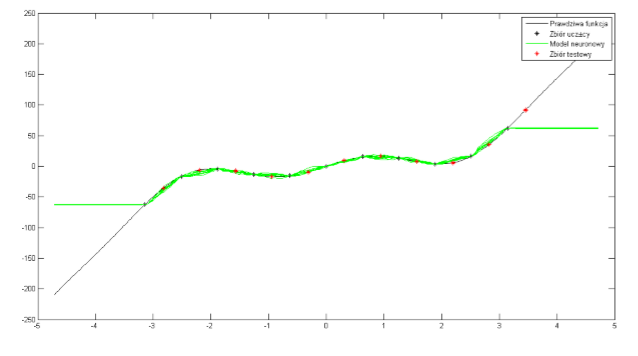 250
200
150
100
50
0
-50
-100
-150
-200
-250
-5 -4 -3 -2 -1 0 1 2 3 4 5
Prawdziwa funkcja
Zbiór uczący
Model neuronowy
Zbiór testowy